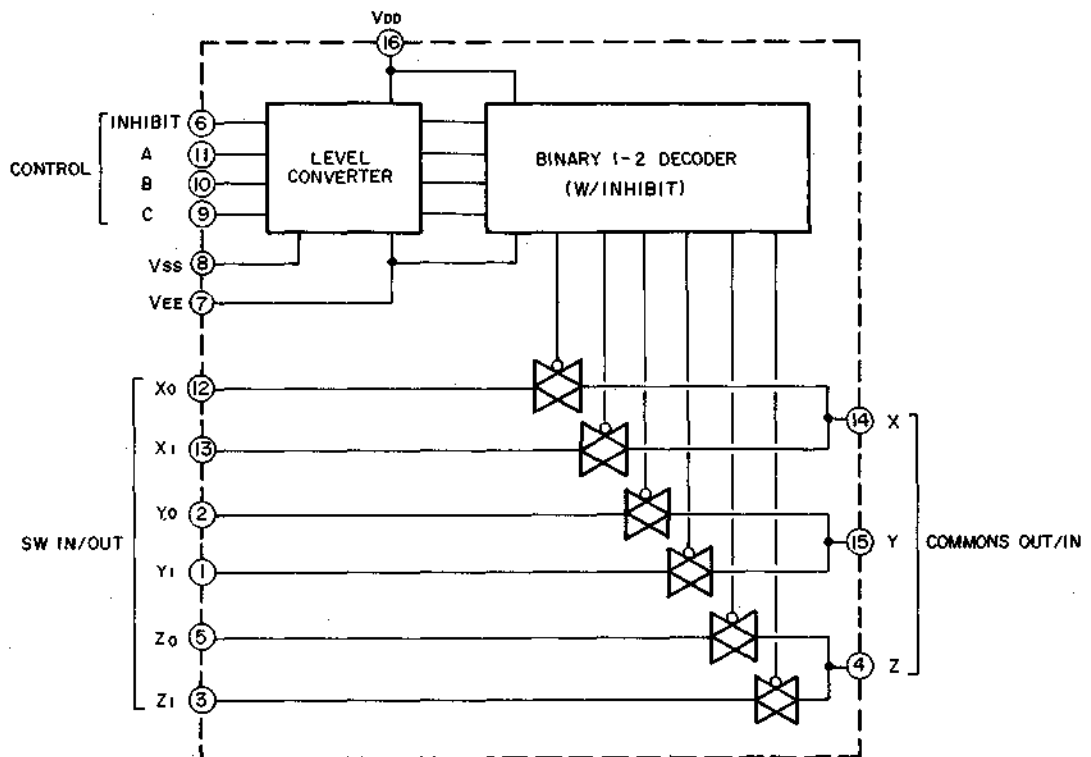 VDD
16
INHIBIT 6
A 11
CONTROL
B 10
C 9
LEVEL
CONVERTER
BINARY 1-2 DECODER
(W/INHIBIT)
VSS 8
VEE 7
X0 12
X1 13
Y0 2
SW IN/OUT
Y1 1
Z0 5
Z1 3
14 X
15 Y
COMMONS OUT/IN
4 Z